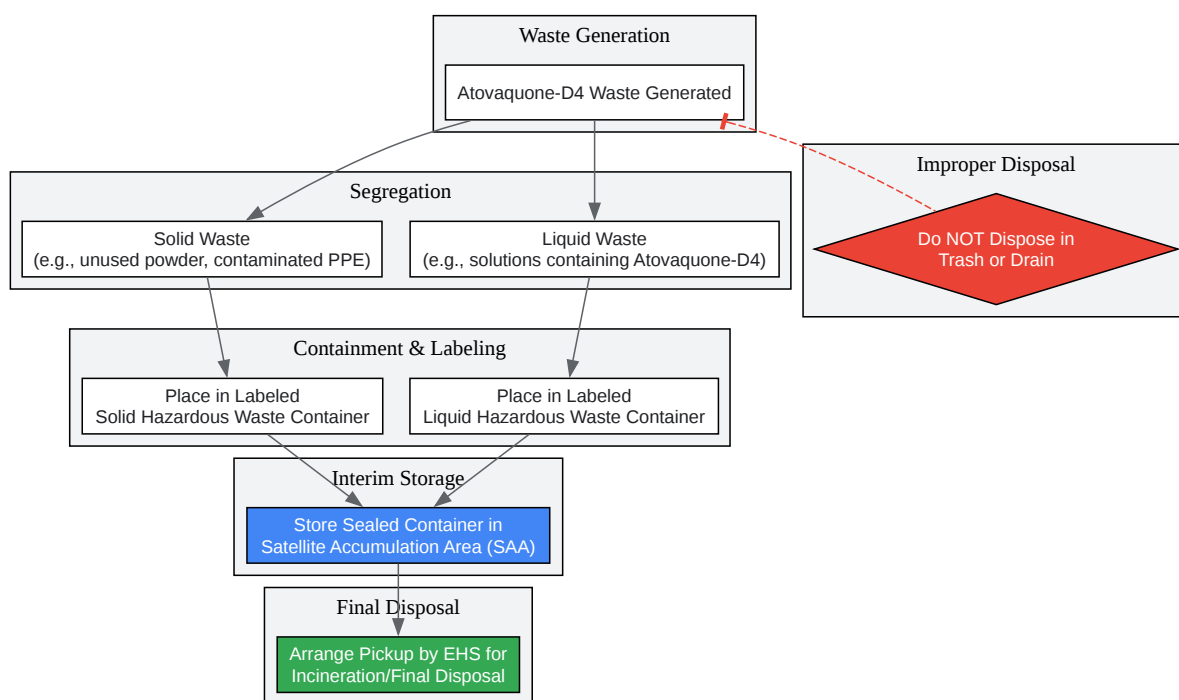 Waste Generation
Atovaquone-D4 Waste Generated
Improper Disposal
Do NOT Dispose in
Trash or Drain
Segregation
Solid Waste
(e.g., unused powder, contaminated PPE)
Liquid Waste
(e.g., solutions containing Atovaquone-D4)
Containment & Labeling
Place in Labeled
Solid Hazardous Waste Container
Place in Labeled
Liquid Hazardous Waste Container
Interim Storage
Store Sealed Container in
Satellite Accumulation Area (SAA)
Final Disposal
Arrange Pickup by EHS for
Incineration/Final Disposal